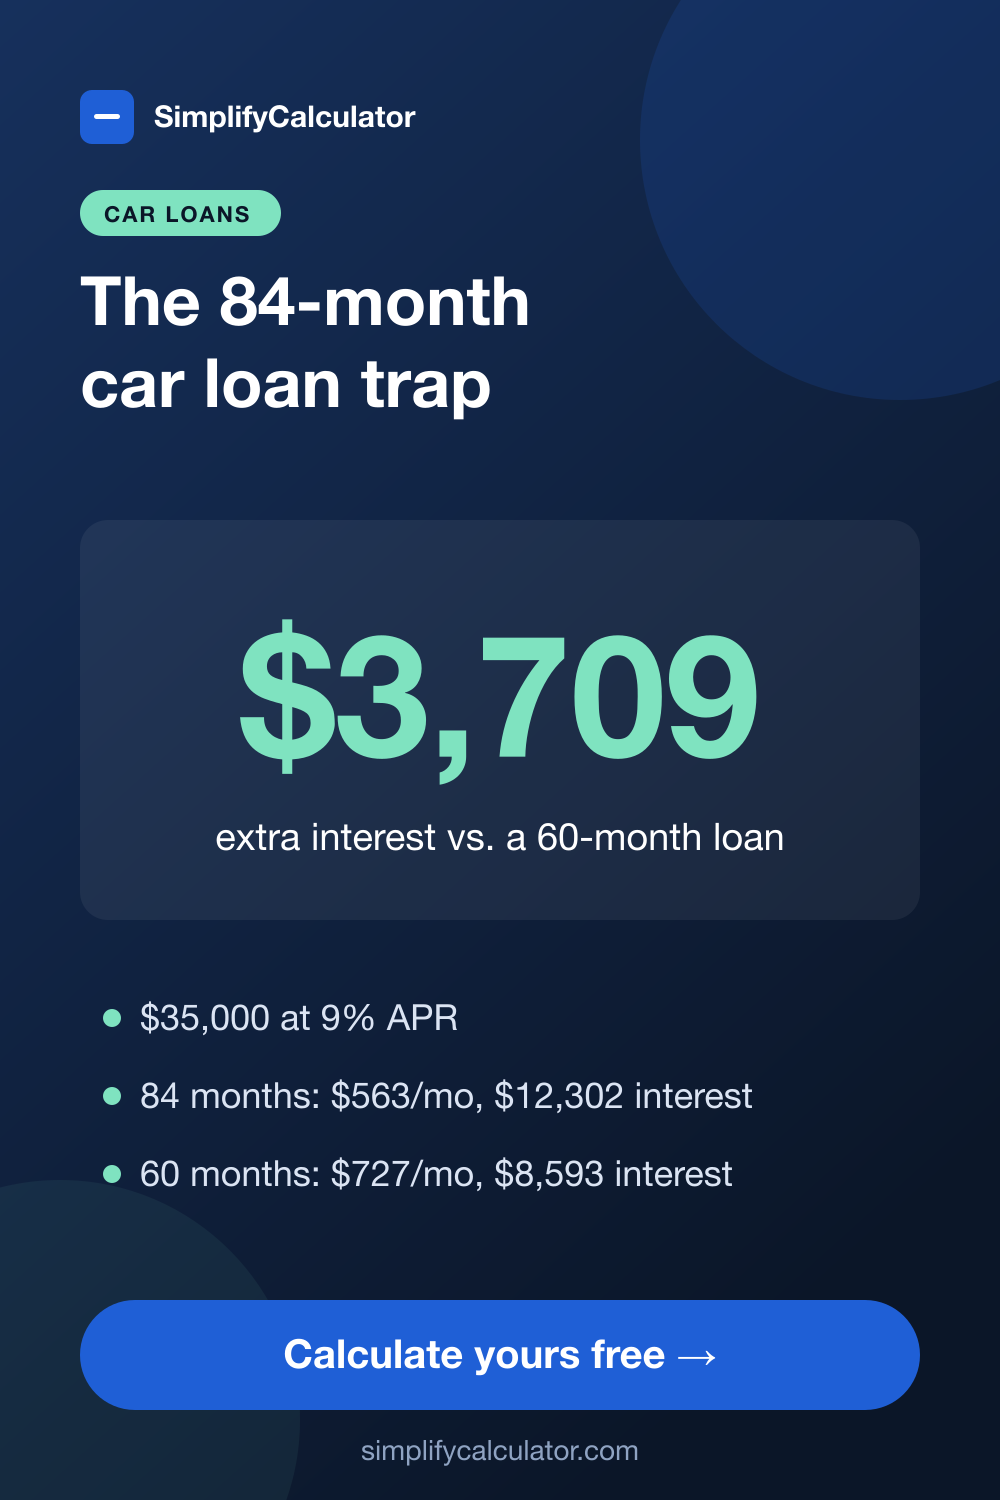 SimplifyCalculator
CAR LOANS
The 84-month
car loan trap
$3,709
extra interest vs. a 60-month loan
$35,000 at 9% APR
84 months: $563/mo, $12,302 interest
60 months: $727/mo, $8,593 interest
Calculate yours free →
simplifycalculator.com